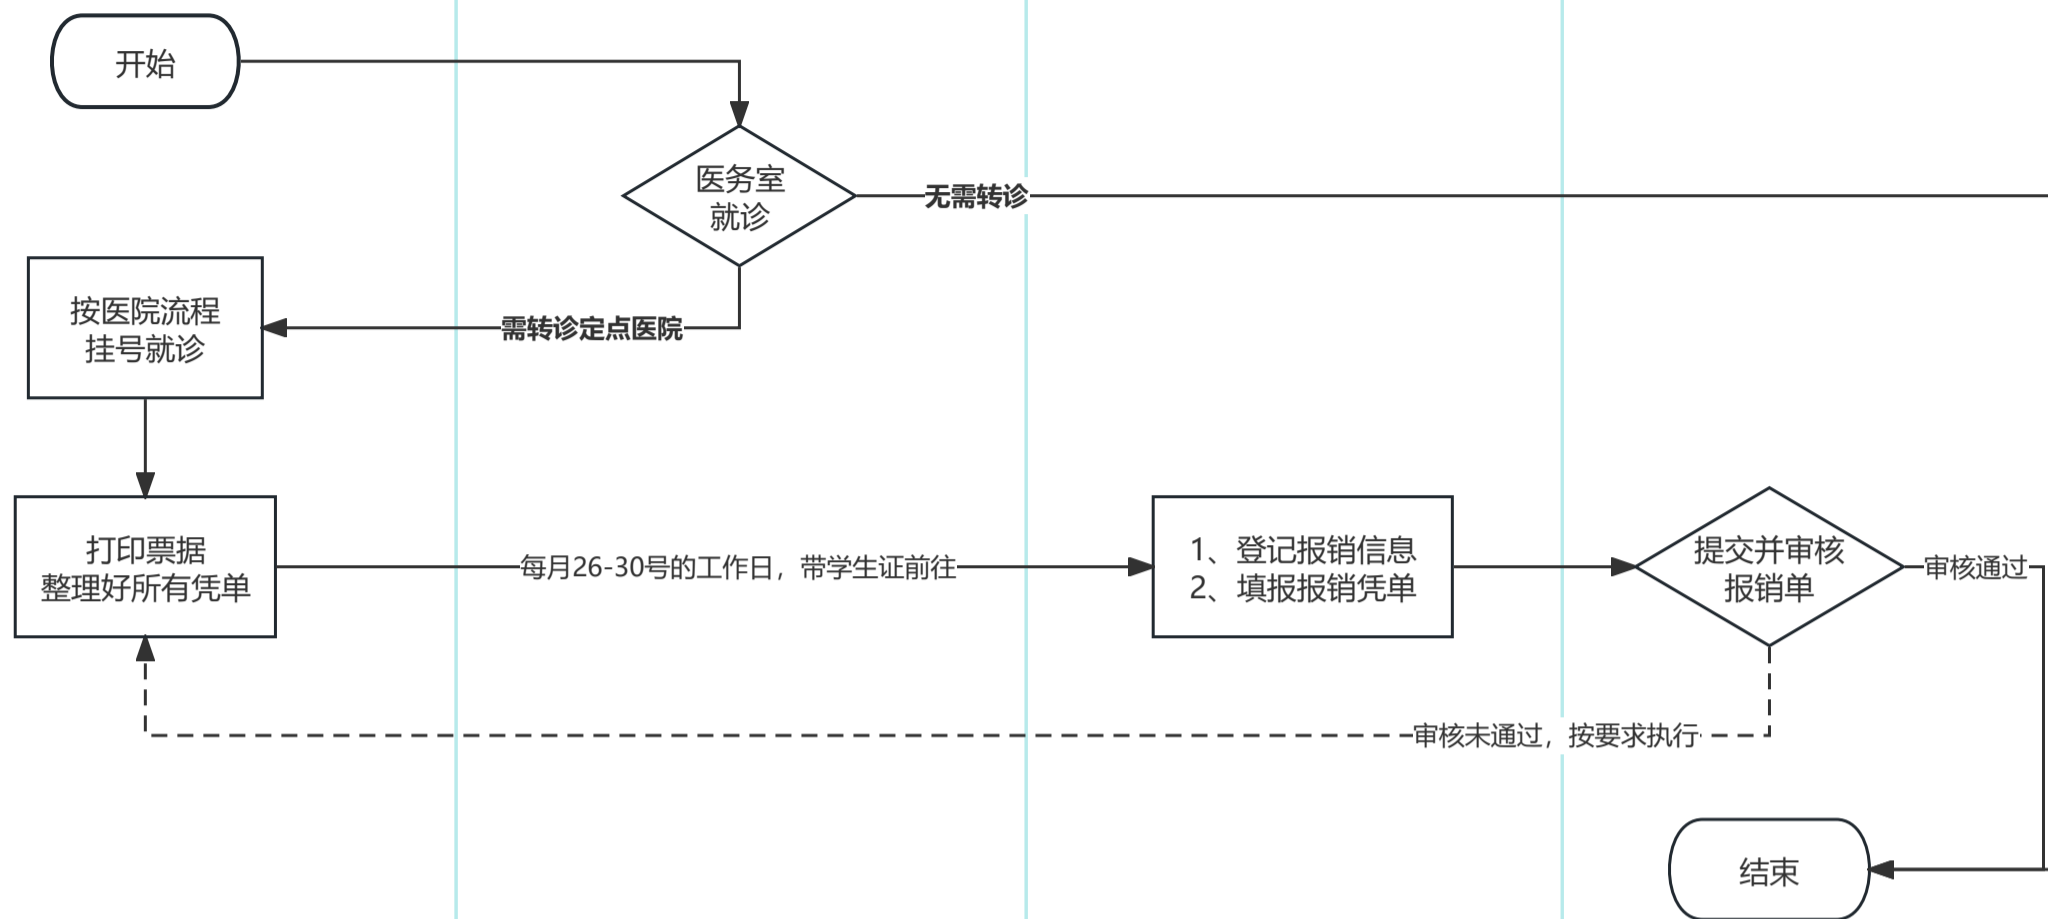 开始
医务室
就诊
无需转诊
按医院流程
挂号就诊
需转诊定点医院
打印票据
整理好所有凭单
每月26-30号的工作日，带学生证前往
1、登记报销信息
2、填报报销凭单
提交并审核
报销单
审核通过
审核未通过，按要求执行
结束